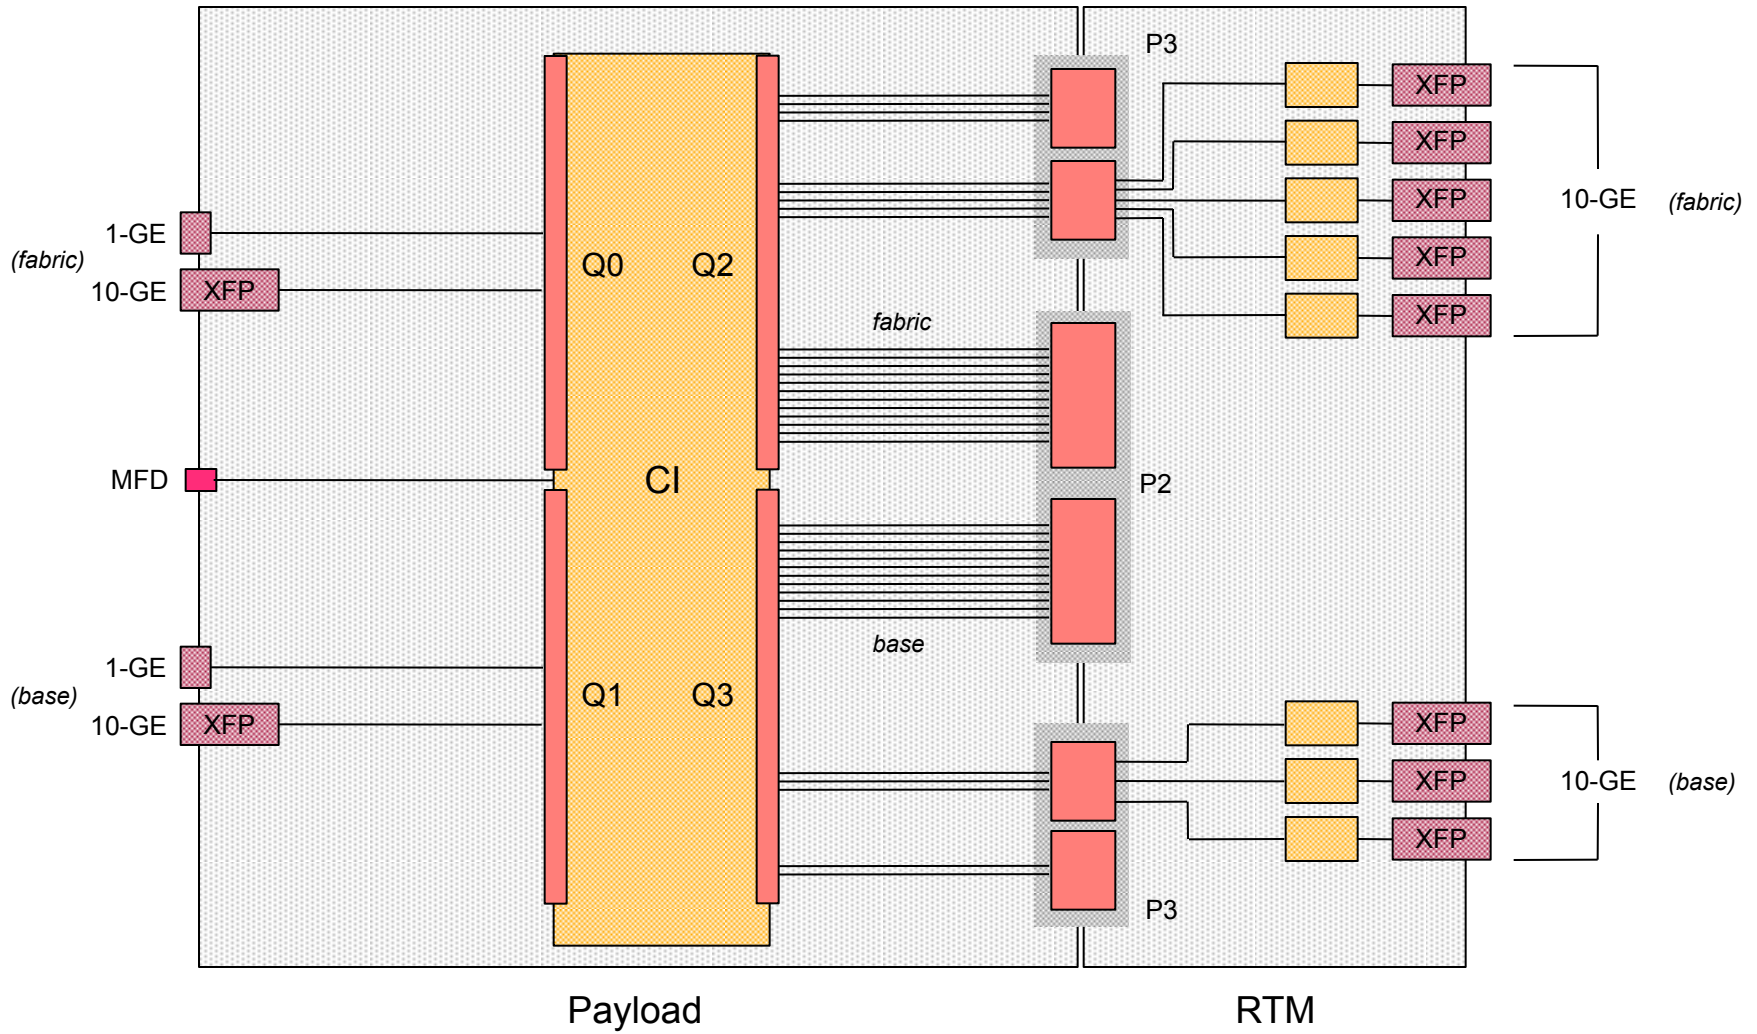 P3
XFP
XFP
XFP
XFP
XFP
10-GE (fabric)
1-GE
(fabric)
10-GE XFP
Q0 Q2
fabric
MFD
CI
P2
base
1-GE
(base)
10-GE XFP
Q1 Q3
XFP
XFP
XFP
10-GE (base)
P3
Payload RTM